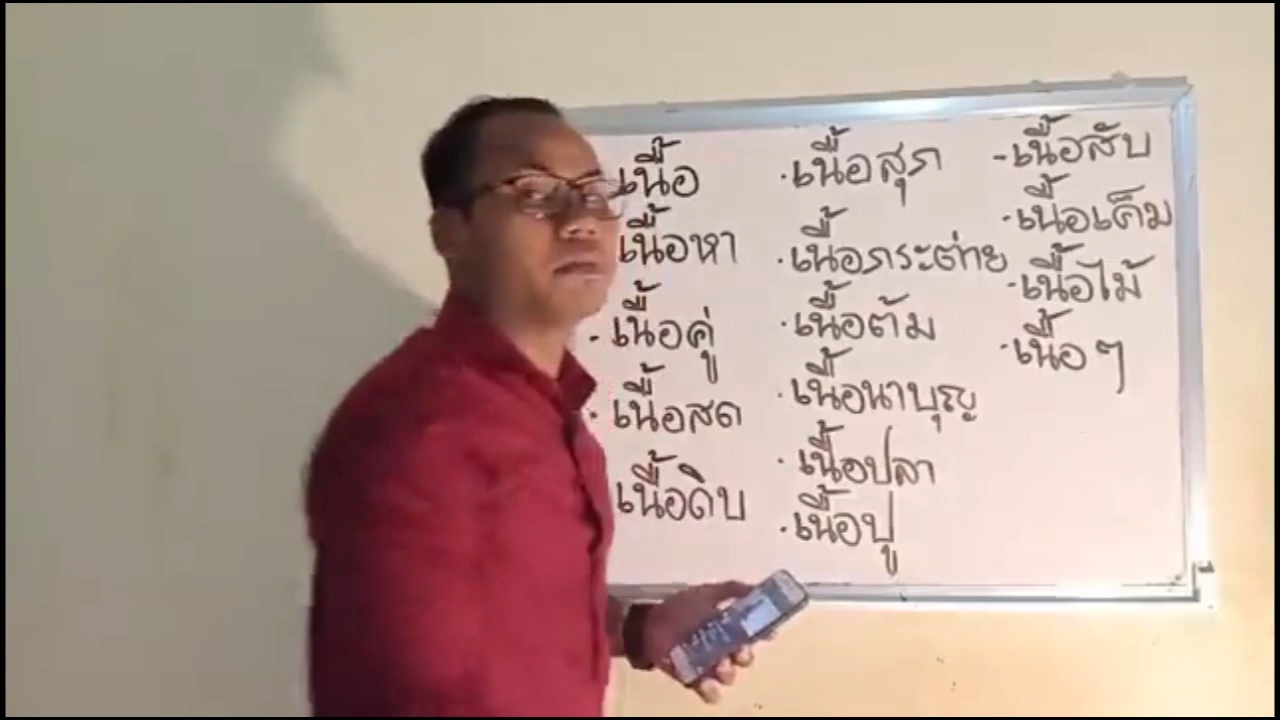 เนื้อ
เนื้อหา
- เนื้อคู่
· เนื้อสด
เนื้อดิบ
· เนื้อสุก
· เนื้อกระต่าย
· เนื้อต้ม
· เนื้อนาบุญ
· เนื้อปลา
· เนื้อปู
- เนื้อสับ
- เนื้อเค็ม
- เนื้อไม้
- เนื้อ ๆ